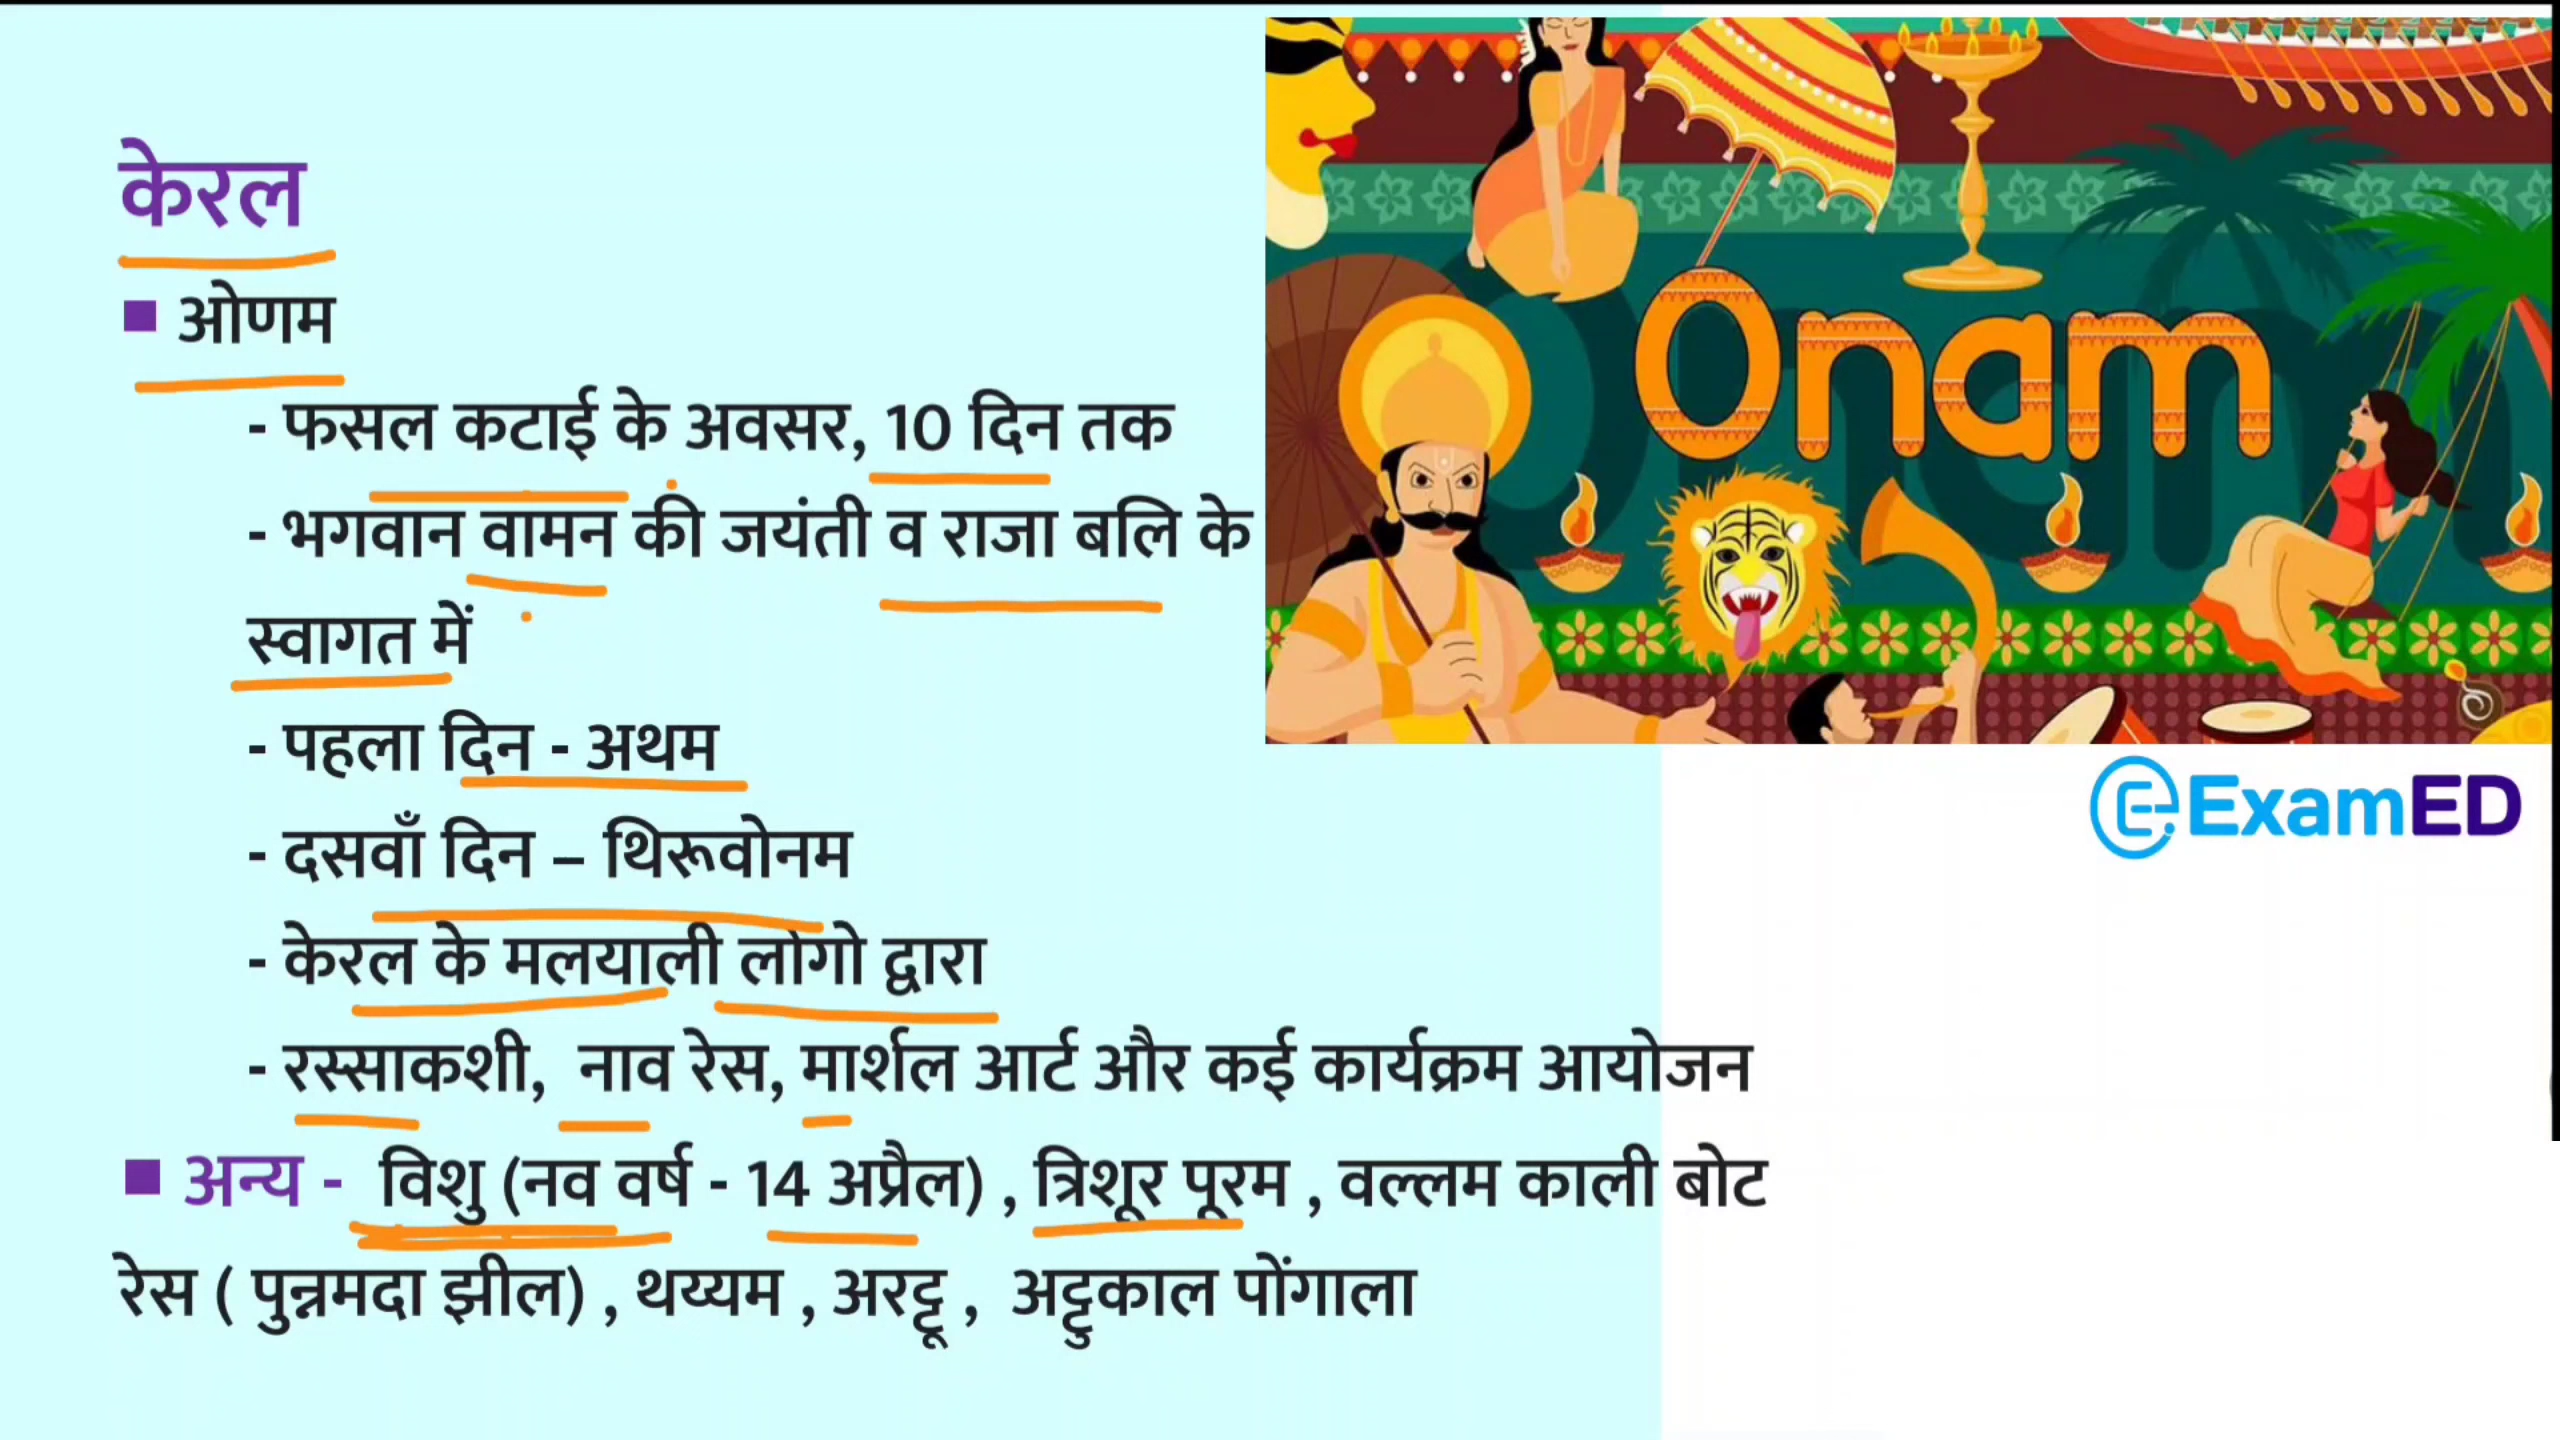 केरल
ओणम
- फसल कटाई के अवसर, 10 दिन तक
- भगवान वामन की जयंती व राजा बलि के
स्वागत में
- पहला दिन - अथम
- दसवाँ दिन – थिरूवोनम
- केरल के मलयाली लोगो द्वारा
- रस्साकशी, नाव रेस, मार्शल आर्ट और कई कार्यक्रम आयोजन
अन्य - विशु (नव वर्ष - 14 अप्रैल) , त्रिशूर पूरम , वल्लम काली बोट
रेस ( पुन्नमदा झील) , थय्यम , अरट्टू , अट्टुकाल पोंगाला
Onam
ExamED